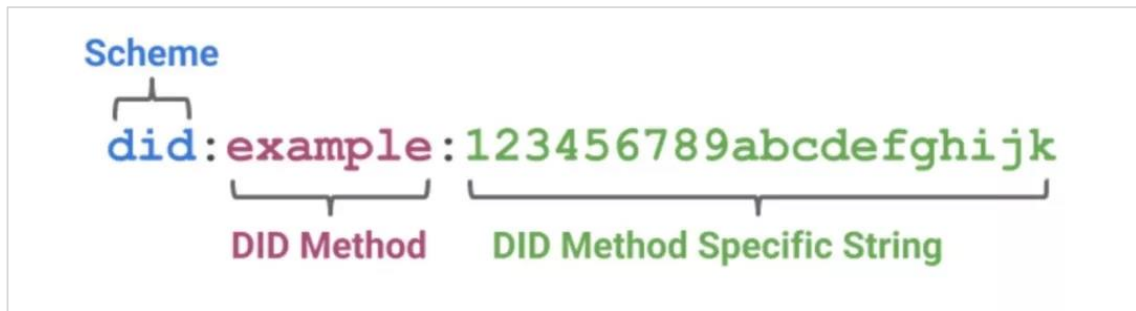 Scheme
did:example:123456789abcdefghijk
DID Method DID Method Specific String